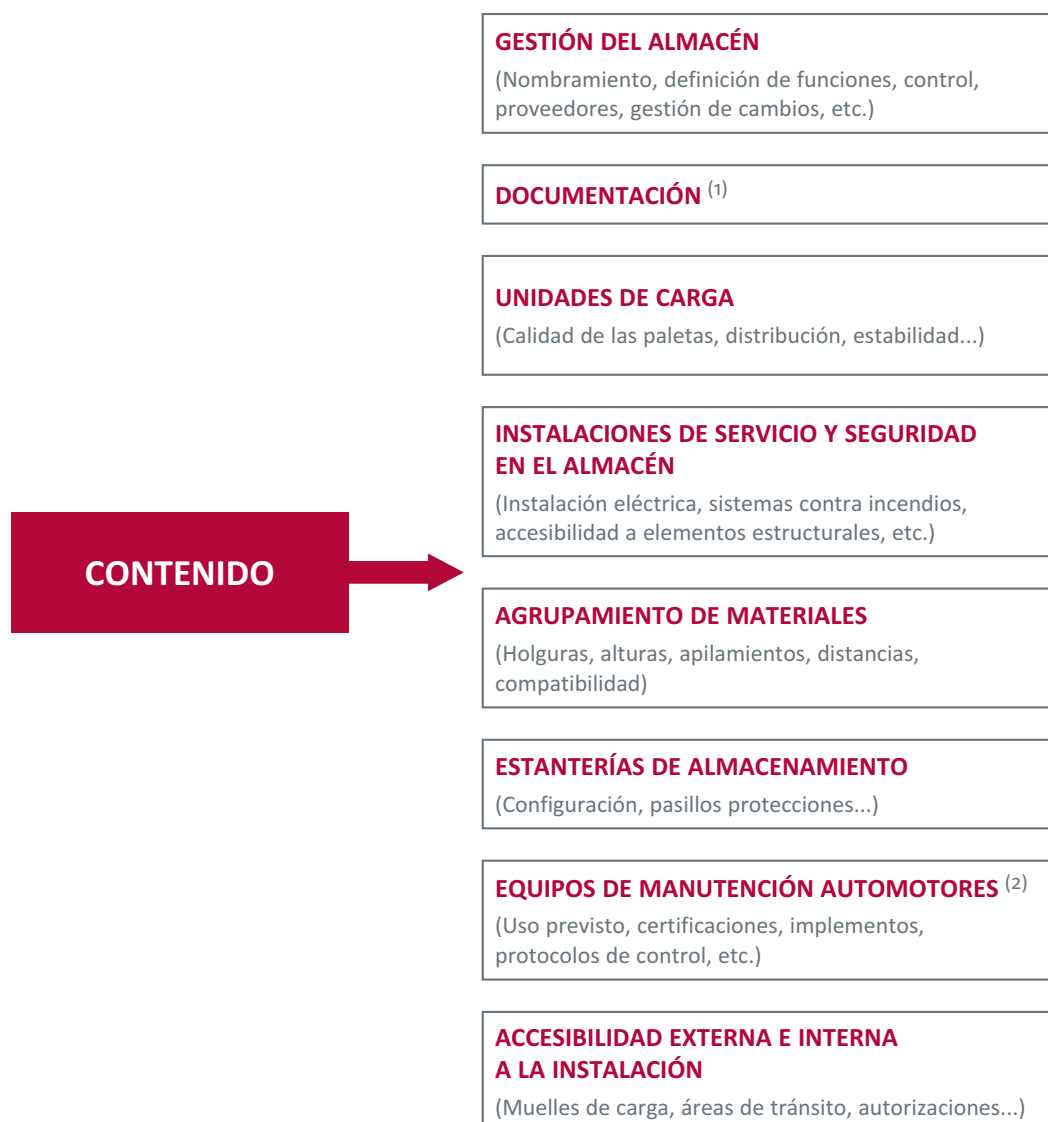 GESTIÓN DEL ALMACÉN
(Nombramiento, definición de funciones, control,
proveedores, gestión de cambios, etc.)
DOCUMENTACIÓN (1)
UNIDADES DE CARGA
(Calidad de las paletas, distribución, estabilidad...)
INSTALACIONES DE SERVICIO Y SEGURIDAD
EN EL ALMACÉN
(Instalación eléctrica, sistemas contra incendios,
accesibilidad a elementos estructurales, etc.)
CONTENIDO
AGRUPAMIENTO DE MATERIALES
(Holguras, alturas, apilamientos, distancias,
compatibilidad)
ESTANTERÍAS DE ALMACENAMIENTO
(Configuración, pasillos protecciones...)
EQUIPOS DE MANUTENCIÓN AUTOMOTORES (2)
(Uso previsto, certificaciones, implementos,
protocolos de control, etc.)
ACCESIBILIDAD EXTERNA E INTERNA
A LA INSTALACIÓN
(Muelles de carga, áreas de tránsito, autorizaciones...)